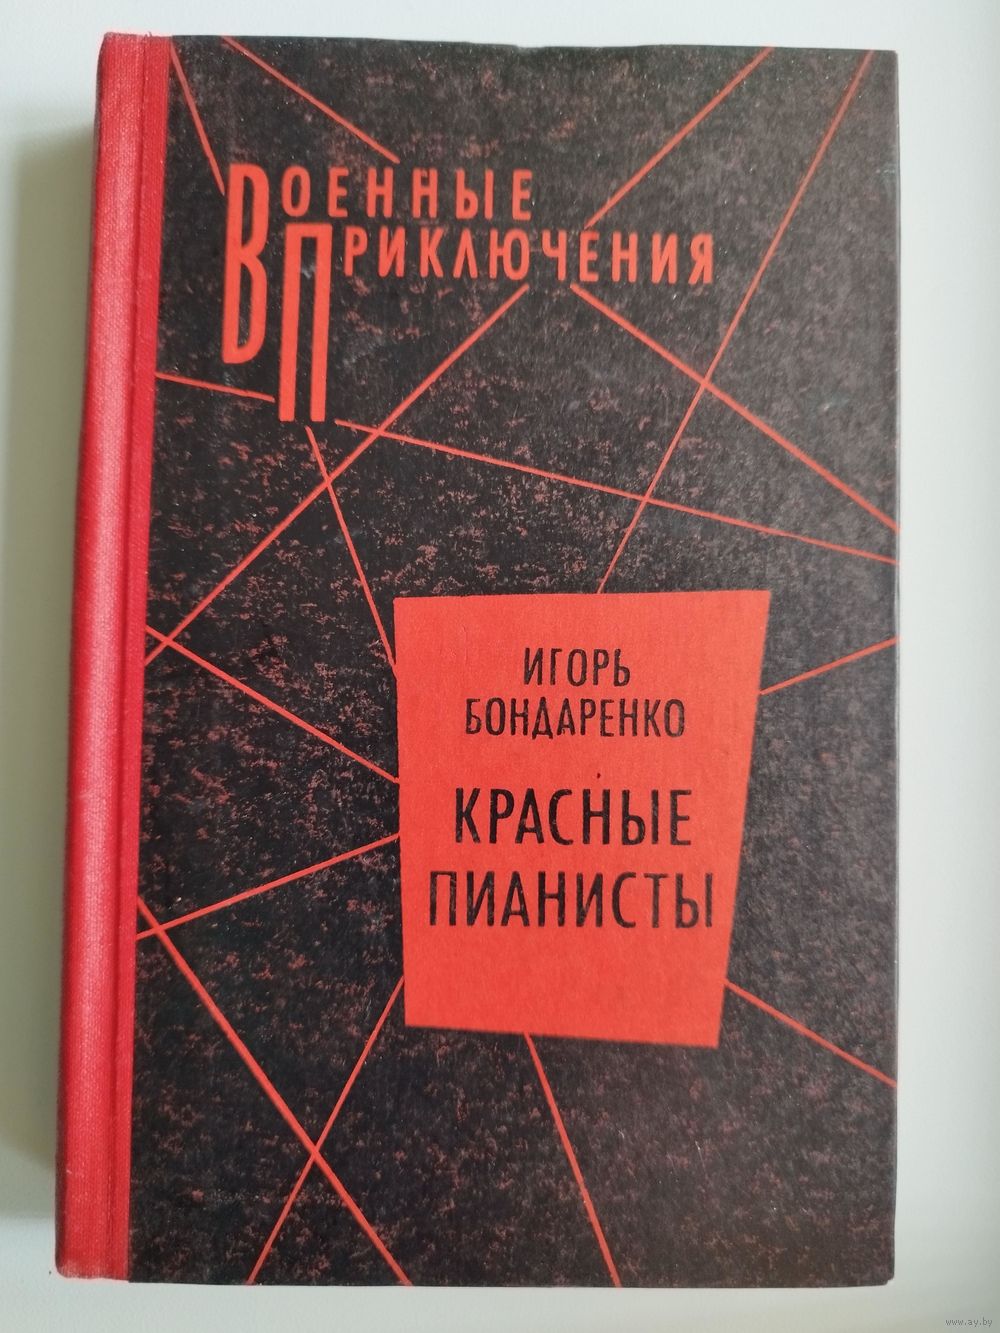 ВОЕННЫЕ
ПРИКЛЮЧЕНИЯ
ИГОРЬ
БОНДАРЕНКО
КРАСНЫЕ
ПИАНИСТЫ
www.ay.by